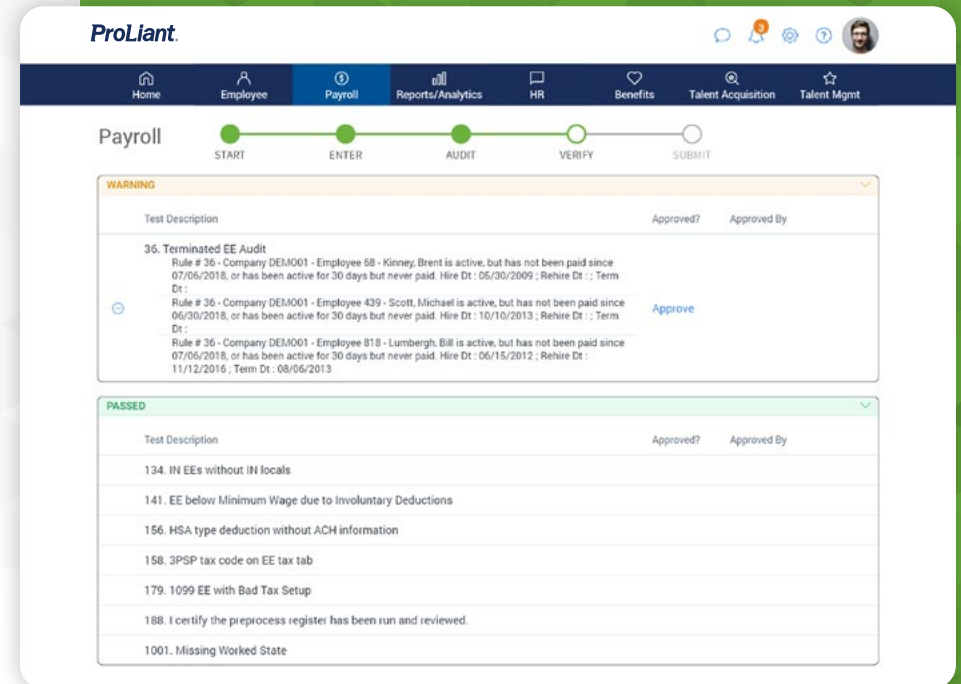 ProLiant.
3
Home
Employee
Payroll
Reports/Analytics
HR
Benefits
Talent Acquisition
Talent Mgmt
Payroll
START
ENTER
AUDIT
VERIFY
SUBMIT
WARNING
Test Description
Approved?
Approved By
36. Terminated EE Audit
Rule # 36 - Company DEMO01 - Employee 68 - Kinney, Brent is active, but has not been paid since
07/06/2018, or has been active for 30 days but never paid. Hire Dt : 05/30/2009 ; Rehire Dt : ; Term
Dt :
Rule # 36 - Company DEMO01 - Employee 439 - Scott, Michael is active, but has not been paid since
06/30/2018, or has been active for 30 days but never paid. Hire Dt : 10/10/2013 ; Rehire Dt : ; Term
Dt :
Approve
Rule # 36 - Company DEMO01 - Employee 818 - Lumbergh, Bill is active, but has not been paid since
07/06/2018, or has been active for 30 days but never paid. Hire Dt : 06/15/2012 ; Rehire Dt :
11/12/2016 ; Term Dt : 08/06/2013
PASSED
Test Description
Approved?
Approved By
134. IN EEs without IN locals
141. EE below Minimum Wage due to Involuntary Deductions
156. HSA type deduction without ACH information
158. 3PSP tax code on EE tax tab
179. 1099 EE with Bad Tax Setup
188. I certify the preprocess register has been run and reviewed.
1001. Missing Worked State